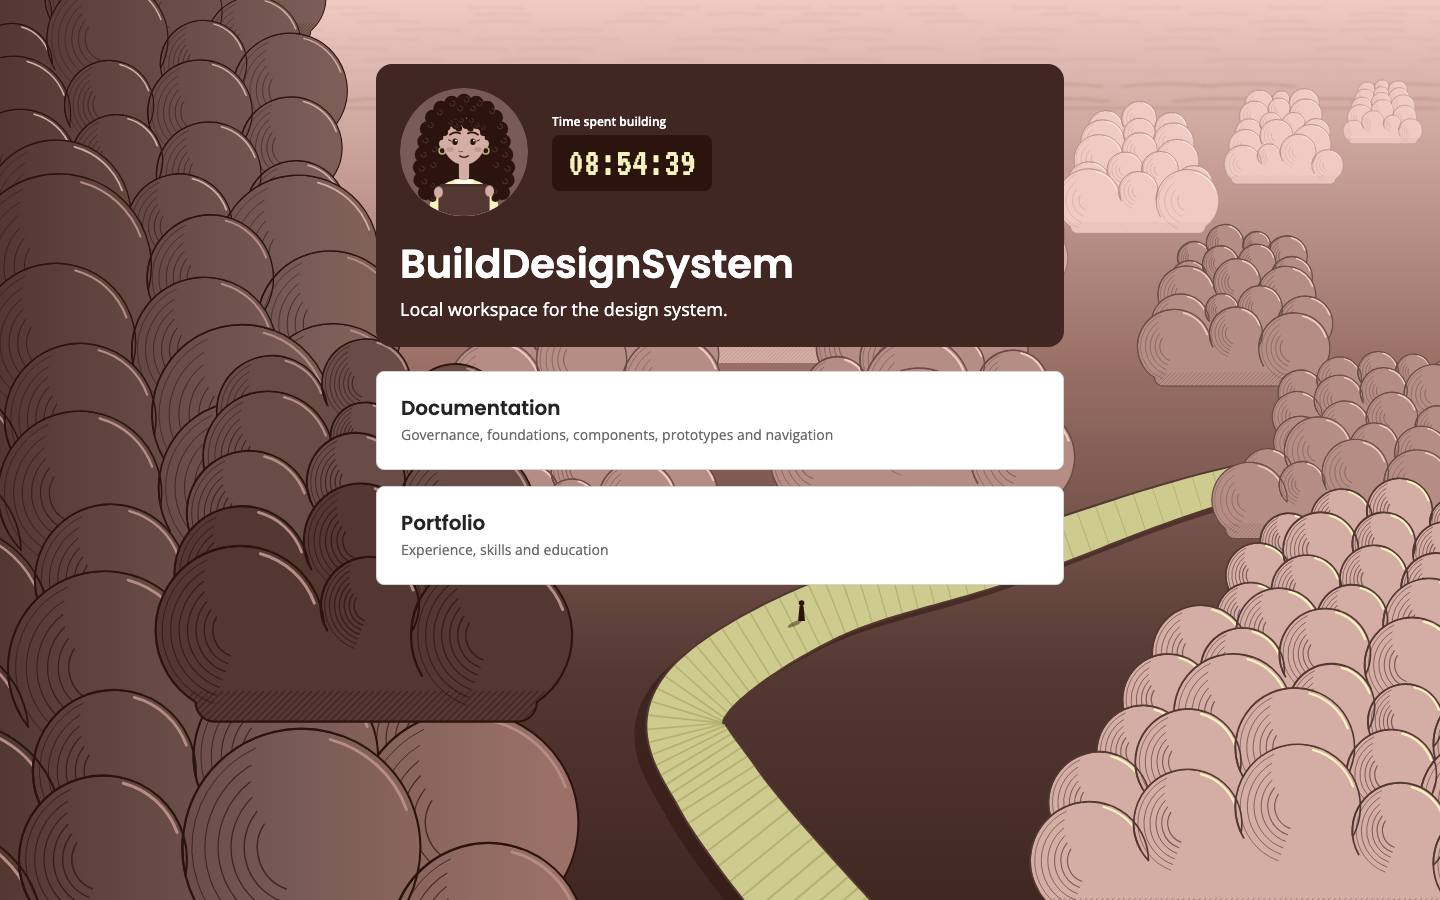 Time spent building
08:54:39
BuildDesignSystem
Local workspace for the design system.
Documentation
Governance, foundations, components, prototypes and navigation
Portfolio
Experience, skills and education